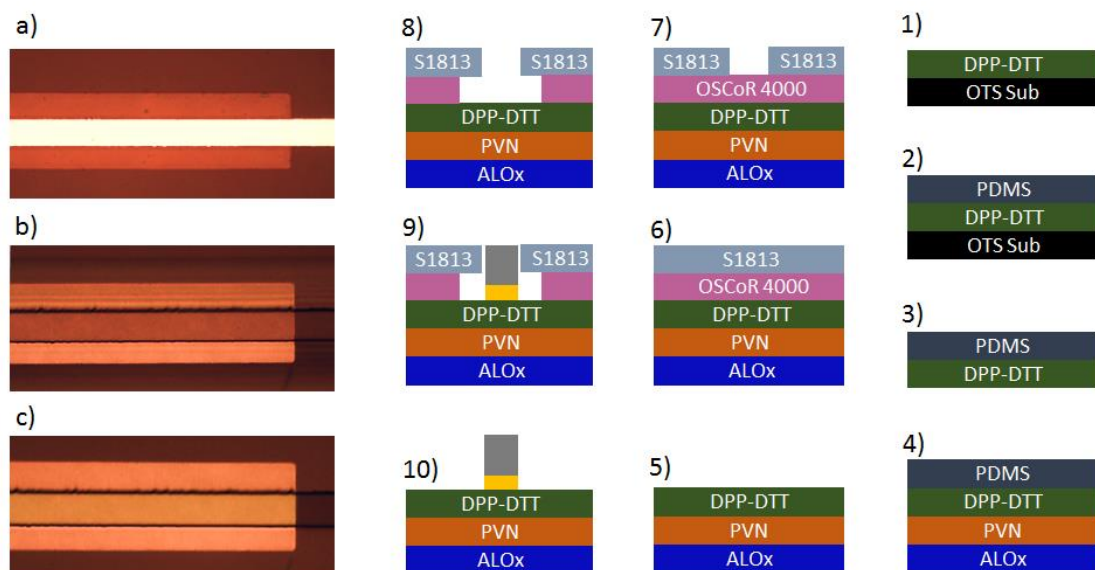 a)
b)
c)
8)
S1813 S1813
DPP-DTT
PVN
ALOx
9)
S1813 S1813
DPP-DTT
PVN
ALOx
10)
DPP-DTT
PVN
ALOx
7)
S1813 S1813
OSCoR 4000
DPP-DTT
PVN
ALOx
6)
S1813
OSCoR 4000
DPP-DTT
PVN
ALOx
5)
DPP-DTT
PVN
ALOx
1)
DPP-DTT
OTS Sub
2)
PDMS
DPP-DTT
OTS Sub
3)
PDMS
DPP-DTT
4)
PDMS
DPP-DTT
PVN
ALOx